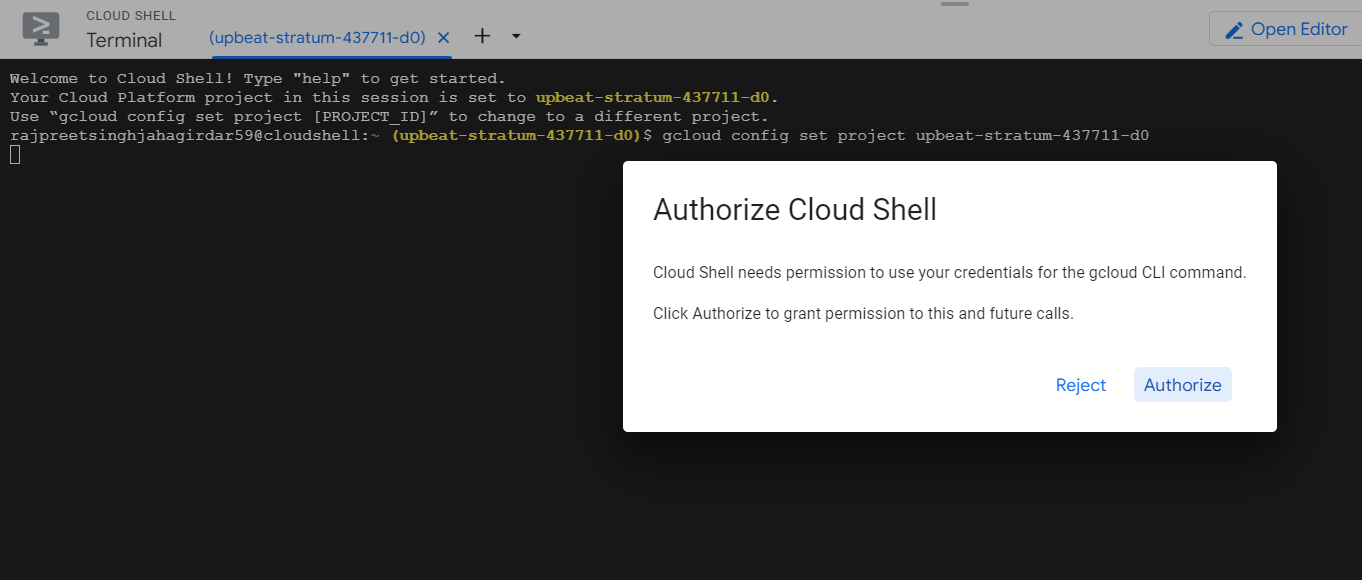 CLOUD SHELL
Terminal
(upbeat-stratum-437711-d0)
Open Editor
Welcome to Cloud Shell! Type "help" to get started.
Your Cloud Platform project in this session is set to upbeat-stratum-437711-d0.
Use “gcloud config set project [PROJECT_ID]” to change to a different project.
rajpreetsinghjahagirdar59@cloudshell:~ (upbeat-stratum-437711-d0)$ gcloud config set project upbeat-stratum-437711-d0
Authorize Cloud Shell
Cloud Shell needs permission to use your credentials for the gcloud CLI command.
Click Authorize to grant permission to this and future calls.
Reject Authorize